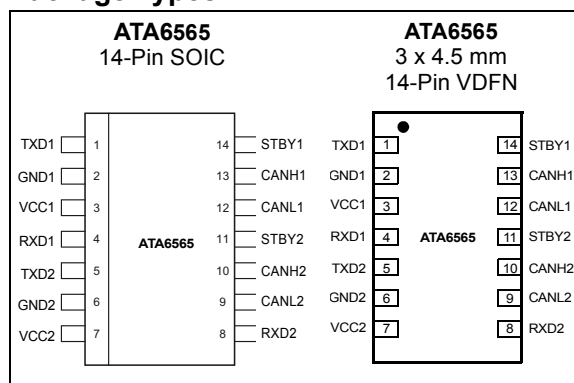 ATA6565
14-Pin SOIC
TXD1 1
GND1 2
VCC1 3
RXD1 4
TXD2 5
GND2 6
VCC2 7
ATA6565
14 STBY1
13 CANH1
12 CANL1
11 STBY2
10 CANH2
9 CANL2
8 RXD2
ATA6565
3 x 4.5 mm
14-Pin VDFN
TXD1 1
GND1 2
VCC1 3
RXD1 4
TXD2 5
GND2 6
VCC2 7
ATA6565
14 STBY1
13 CANH1
12 CANL1
11 STBY2
10 CANH2
9 CANL2
8 RXD2